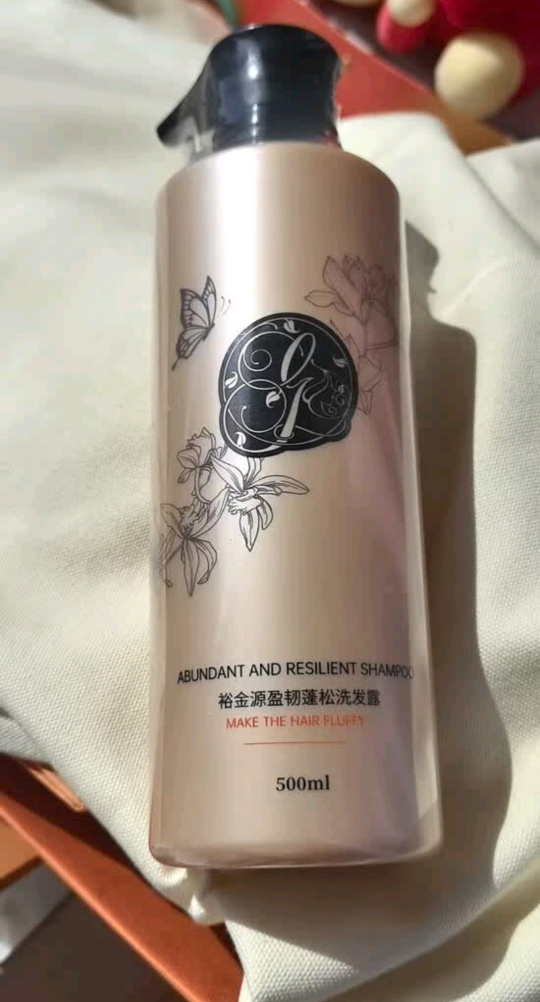 ABUNDANT AND RESILIENT SHAMPOO
裕金源盈韧蓬松洗发露
MAKE THE HAIR FLUFFY
500ml